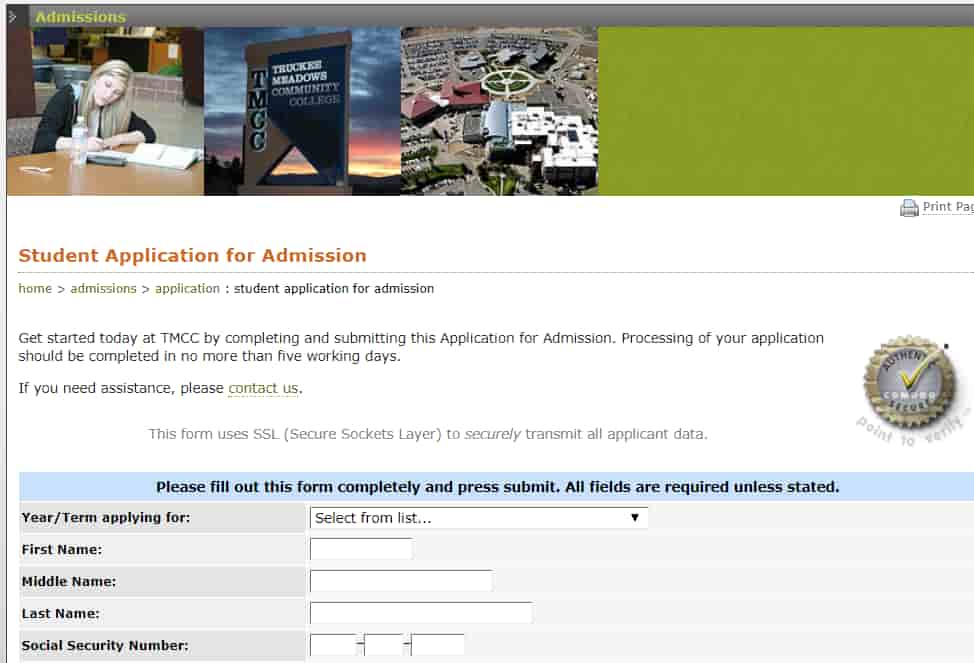 Admissions
TMCC
TRUCKEE
MEADOWS
COMMUNITY
COLLEGE
Print Pag
Student Application for Admission
home > admissions > application : student application for admission
Get started today at TMCC by completing and submitting this Application for Admission. Processing of your application
should be completed in no more than five working days.
If you need assistance, please contact us.
AUTHENTIC
COMODO
SECURE
point to verify
This form uses SSL (Secure Sockets Layer) to securely transmit all applicant data.
Please fill out this form completely and press submit. All fields are required unless stated.
Year/Term applying for:
Select from list...
First Name:
Middle Name:
Last Name:
Social Security Number: